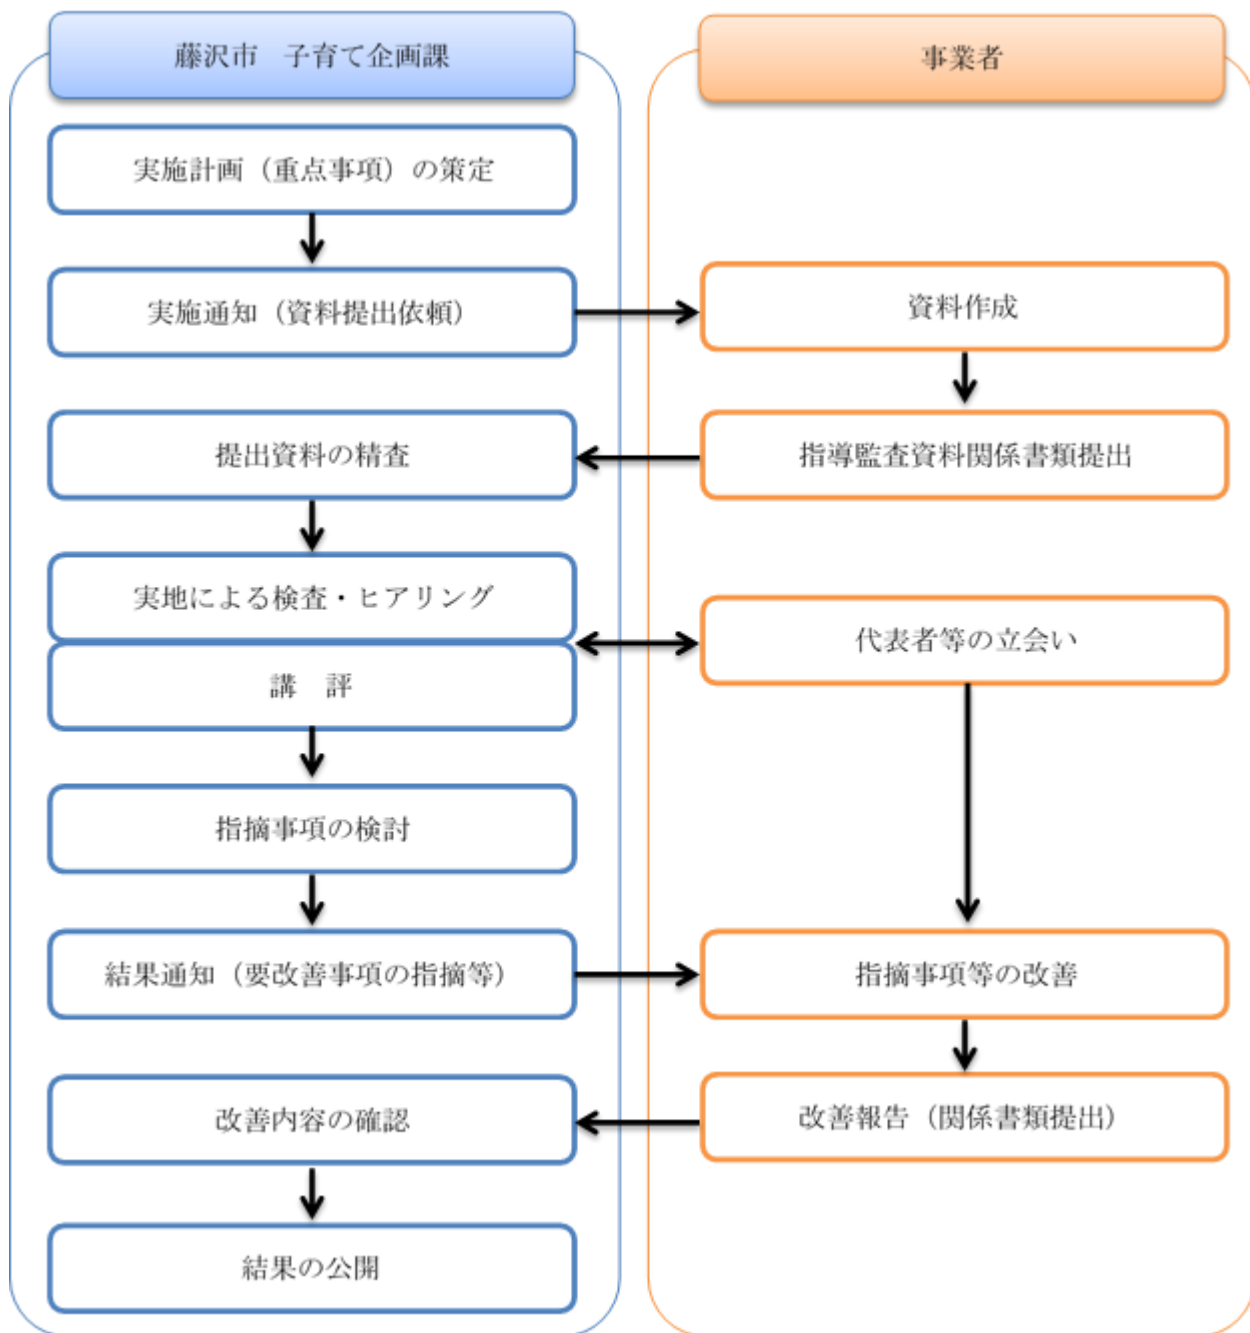 藤沢市　子育て企画課
事業者
実施計画（重点事項）の策定
実施通知（資料提出依頼）
資料作成
提出資料の精査
指導監査資料関係書類提出
実地による検査・ヒアリング
代表者等の立会い
講　評
指摘事項の検討
結果通知（要改善事項の指摘等）
指摘事項等の改善
改善内容の確認
改善報告（関係書類提出）
結果の公開